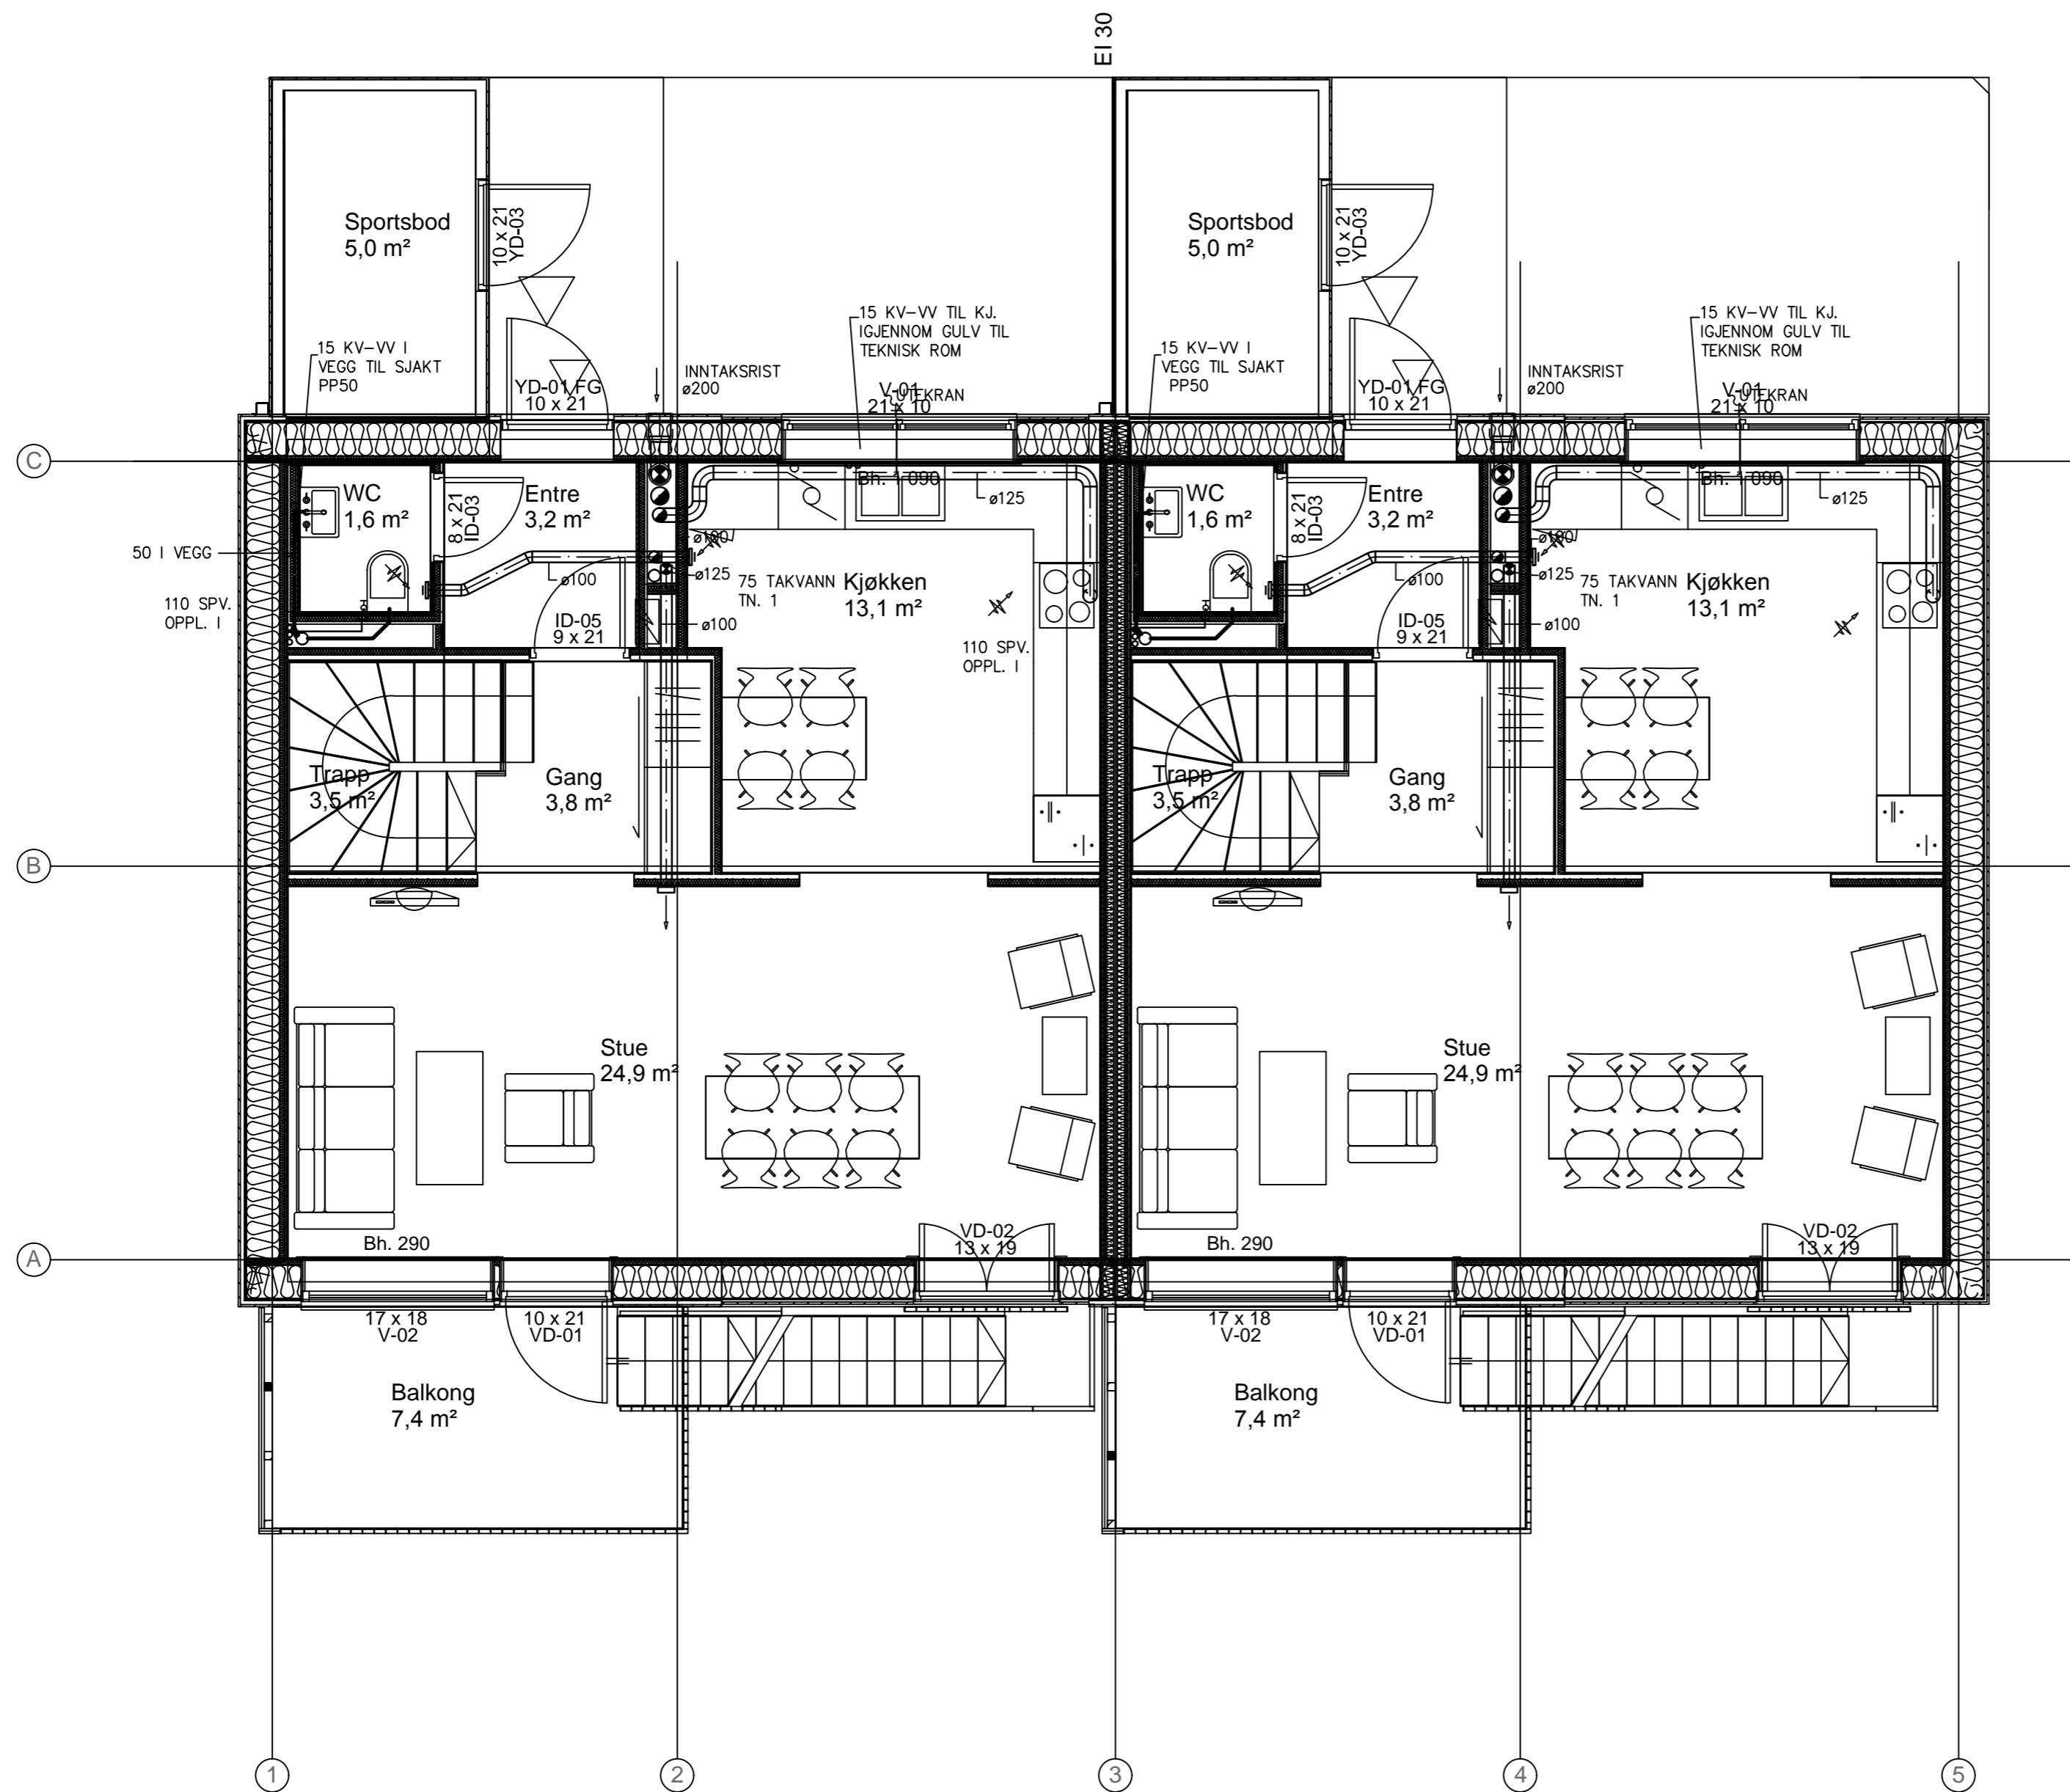 EI 30
Sportsbod
5,0 m²
10 x 21
YD-03
Sportsbod
5,0 m²
10 x 21
YD-03
15 KV-VV I
VEGG TIL SJAKT
PP50
YD-01 FG
10 x 21
INNTAKSRIST
ø200
15 KV-VV TIL KJ.
IGJENNOM GULV TIL
TEKNISK ROM
V-01
UTEKRAN
21 x 10
15 KV-VV I
VEGG TIL SJAKT
PP50
YD-01 FG
10 x 21
INNTAKSRIST
ø200
15 KV-VV TIL KJ.
IGJENNOM GULV TIL
TEKNISK ROM
V-01
UTEKRAN
21 x 10
C
WC
1,6 m²
8 x 21
ID-03
Entre
3,2 m²
Bh. 1 090
ø125
WC
1,6 m²
8 x 21
ID-03
Entre
3,2 m²
Bh. 1 090
ø125
50 I VEGG
110 SPV.
OPPL. I
ø100
ø125
ø100
ø100
75 TAKVANN
TN. 1
Kjøkken
13,1 m²
ID-05
9 x 21
110 SPV.
OPPL. I
ø100
ø125
ø100
ø100
75 TAKVANN
TN. 1
Kjøkken
13,1 m²
ID-05
9 x 21
Trapp
3,5 m²
Gang
3,8 m²
Trapp
3,5 m²
Gang
3,8 m²
B
Stue
24,9 m²
Stue
24,9 m²
A
Bh. 290
VD-02
13 x 19
Bh. 290
VD-02
13 x 19
17 x 18
V-02
10 x 21
VD-01
17 x 18
V-02
10 x 21
VD-01
Balkong
7,4 m²
Balkong
7,4 m²
1
2
3
4
5